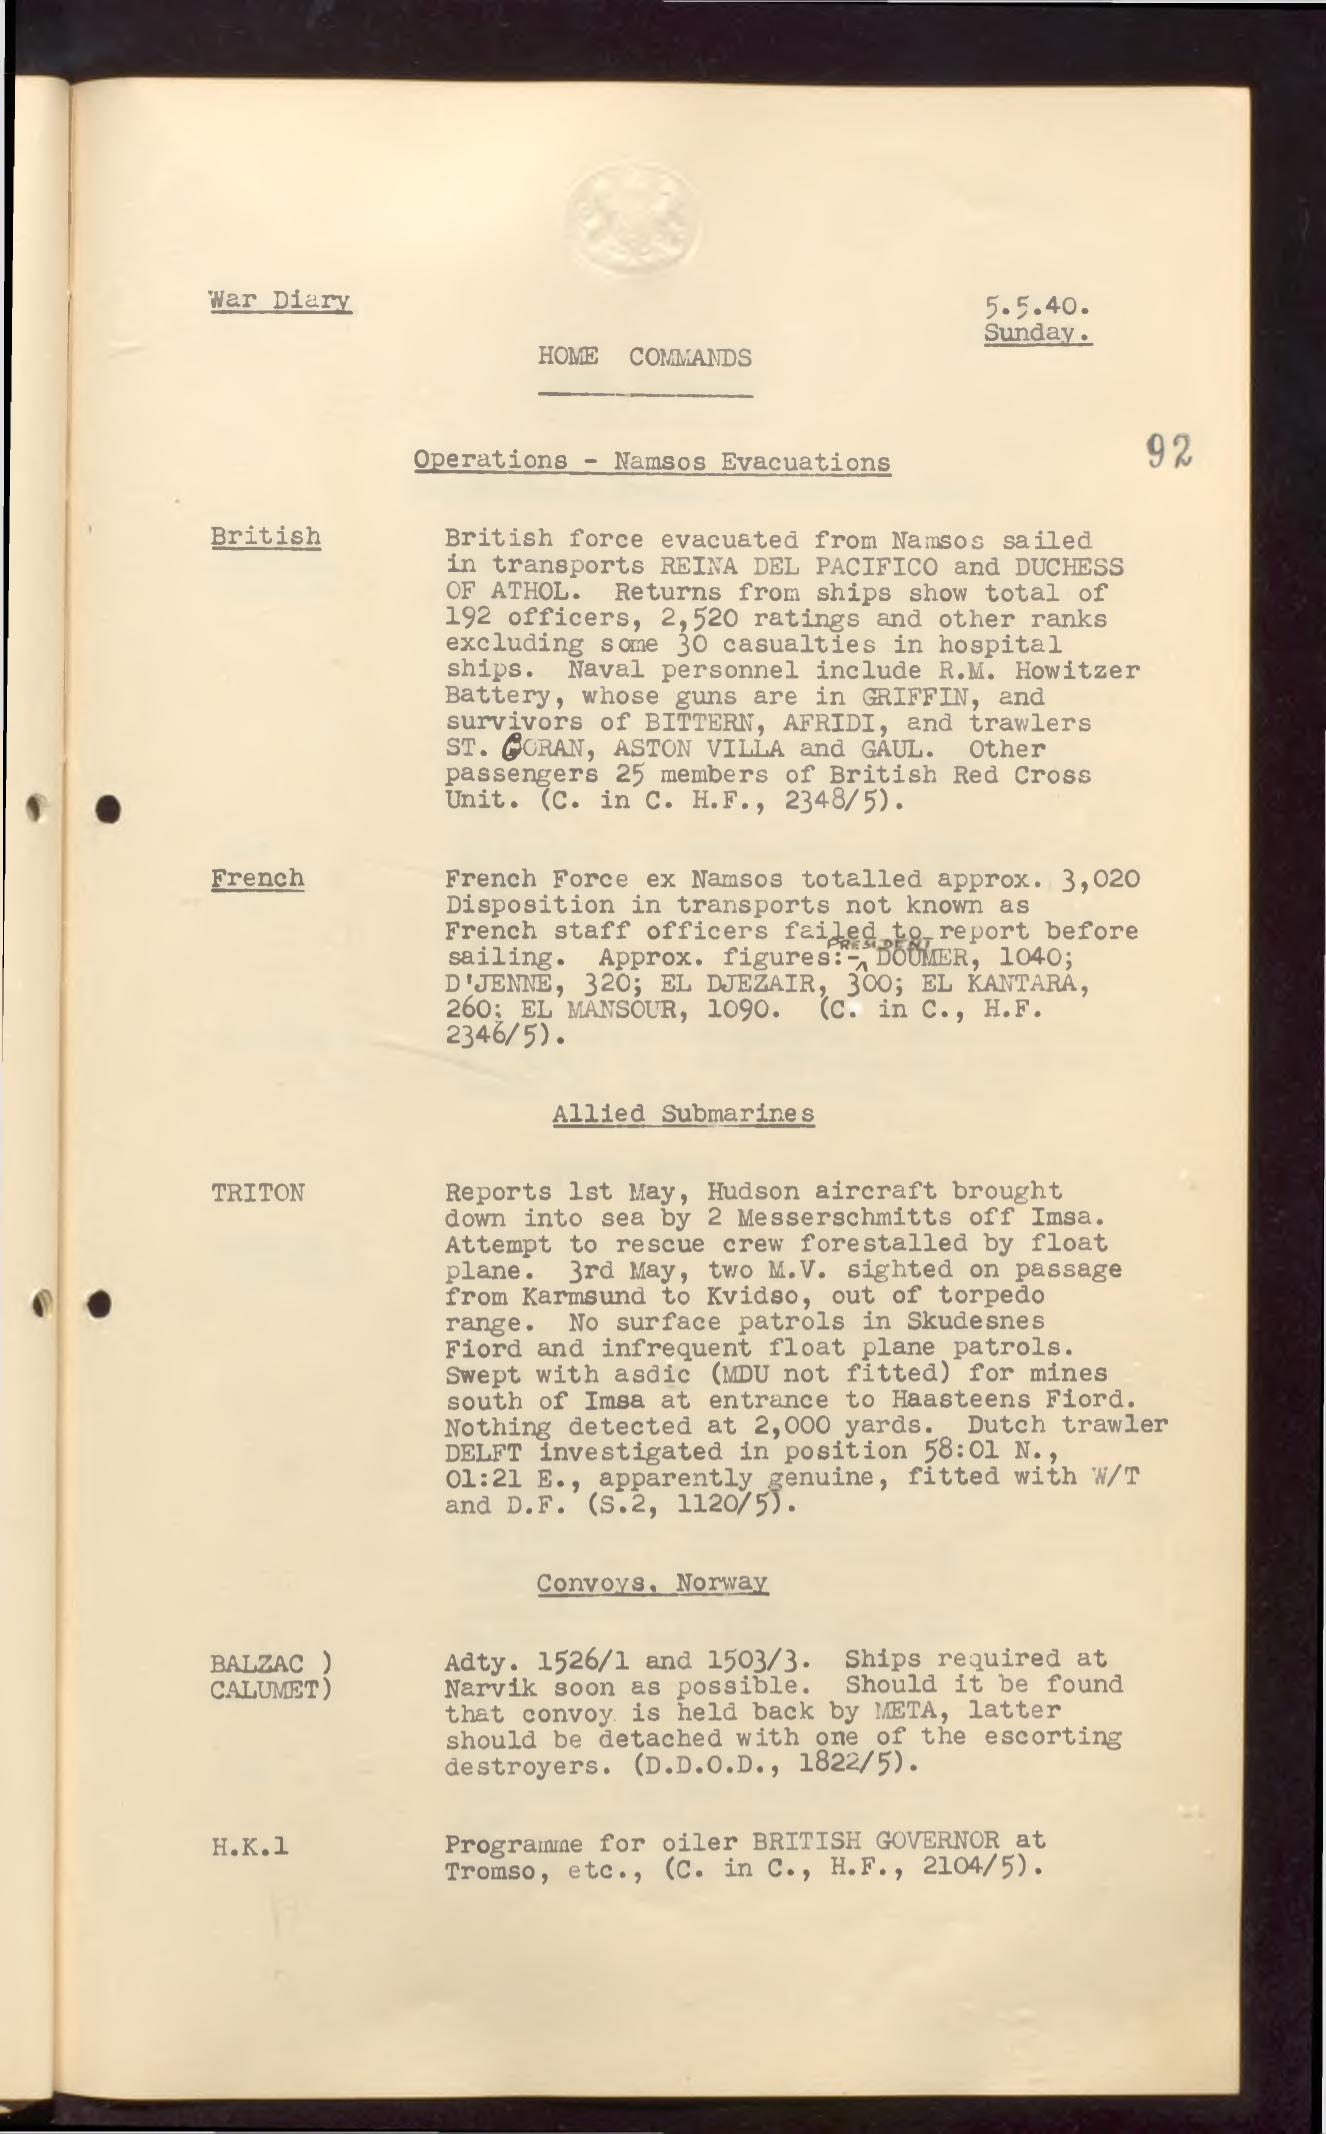 War Diary
5.5.40.
Sunday.
HOME COMMANDS
92
Operations - Namsos Evacuations
British
British force evacuated from Namsos sailed
in transports REINA DEL PACIFICO and DUCHESS
OF ATHOL. Returns from ships show total of
192 officers, 2,520 ratings and other ranks
excluding some 30 casualties in hospital
ships. Naval personnel include R.M. Howitzer
Battery, whose guns are in GRIFFIN, and
survivors of BITTERN, AFRIDI, and trawlers
ST. GORAN, ASTON VILLA and GAUL. Other
passengers 25 members of British Red Cross
Unit. (C. in C. H.F., 2348/5).
French
French Force ex Namsos totalled approx. 3,020
Disposition in transports not known as
French staff officers failed to report before
sailing. Approx. figures:- PRESIDENT DOUMER, 1040;
D'JENNE, 320; EL DJEZAIR, 300; EL KANTARA,
260; EL MANSOUR, 1090. (C. in C., H.F.
2346/5).
Allied Submarines
TRITON
Reports 1st May, Hudson aircraft brought
down into sea by 2 Messerschmitts off Imsa.
Attempt to rescue crew forestalled by float
plane. 3rd May, two M.V. sighted on passage
from Karmsund to Kvidso, out of torpedo
range. No surface patrols in Skudesnes
Fiord and infrequent float plane patrols.
Swept with asdic (MDU not fitted) for mines
south of Imsa at entrance to Haasteens Fiord.
Nothing detected at 2,000 yards. Dutch trawler
DELFT investigated in position 58:01 N.,
01:21 E., apparently genuine, fitted with W/T
and D.F. (S.2, 1120/5).
Convoys, Norway
BALZAC )
CALUMET)
Adty. 1526/1 and 1503/3. Ships required at
Narvik soon as possible. Should it be found
that convoy is held back by META, latter
should be detached with one of the escorting
destroyers. (D.D.O.D., 1822/5).
H.K.1
Programme for oiler BRITISH GOVERNOR at
Tromso, etc., (C. in C., H.F., 2104/5).